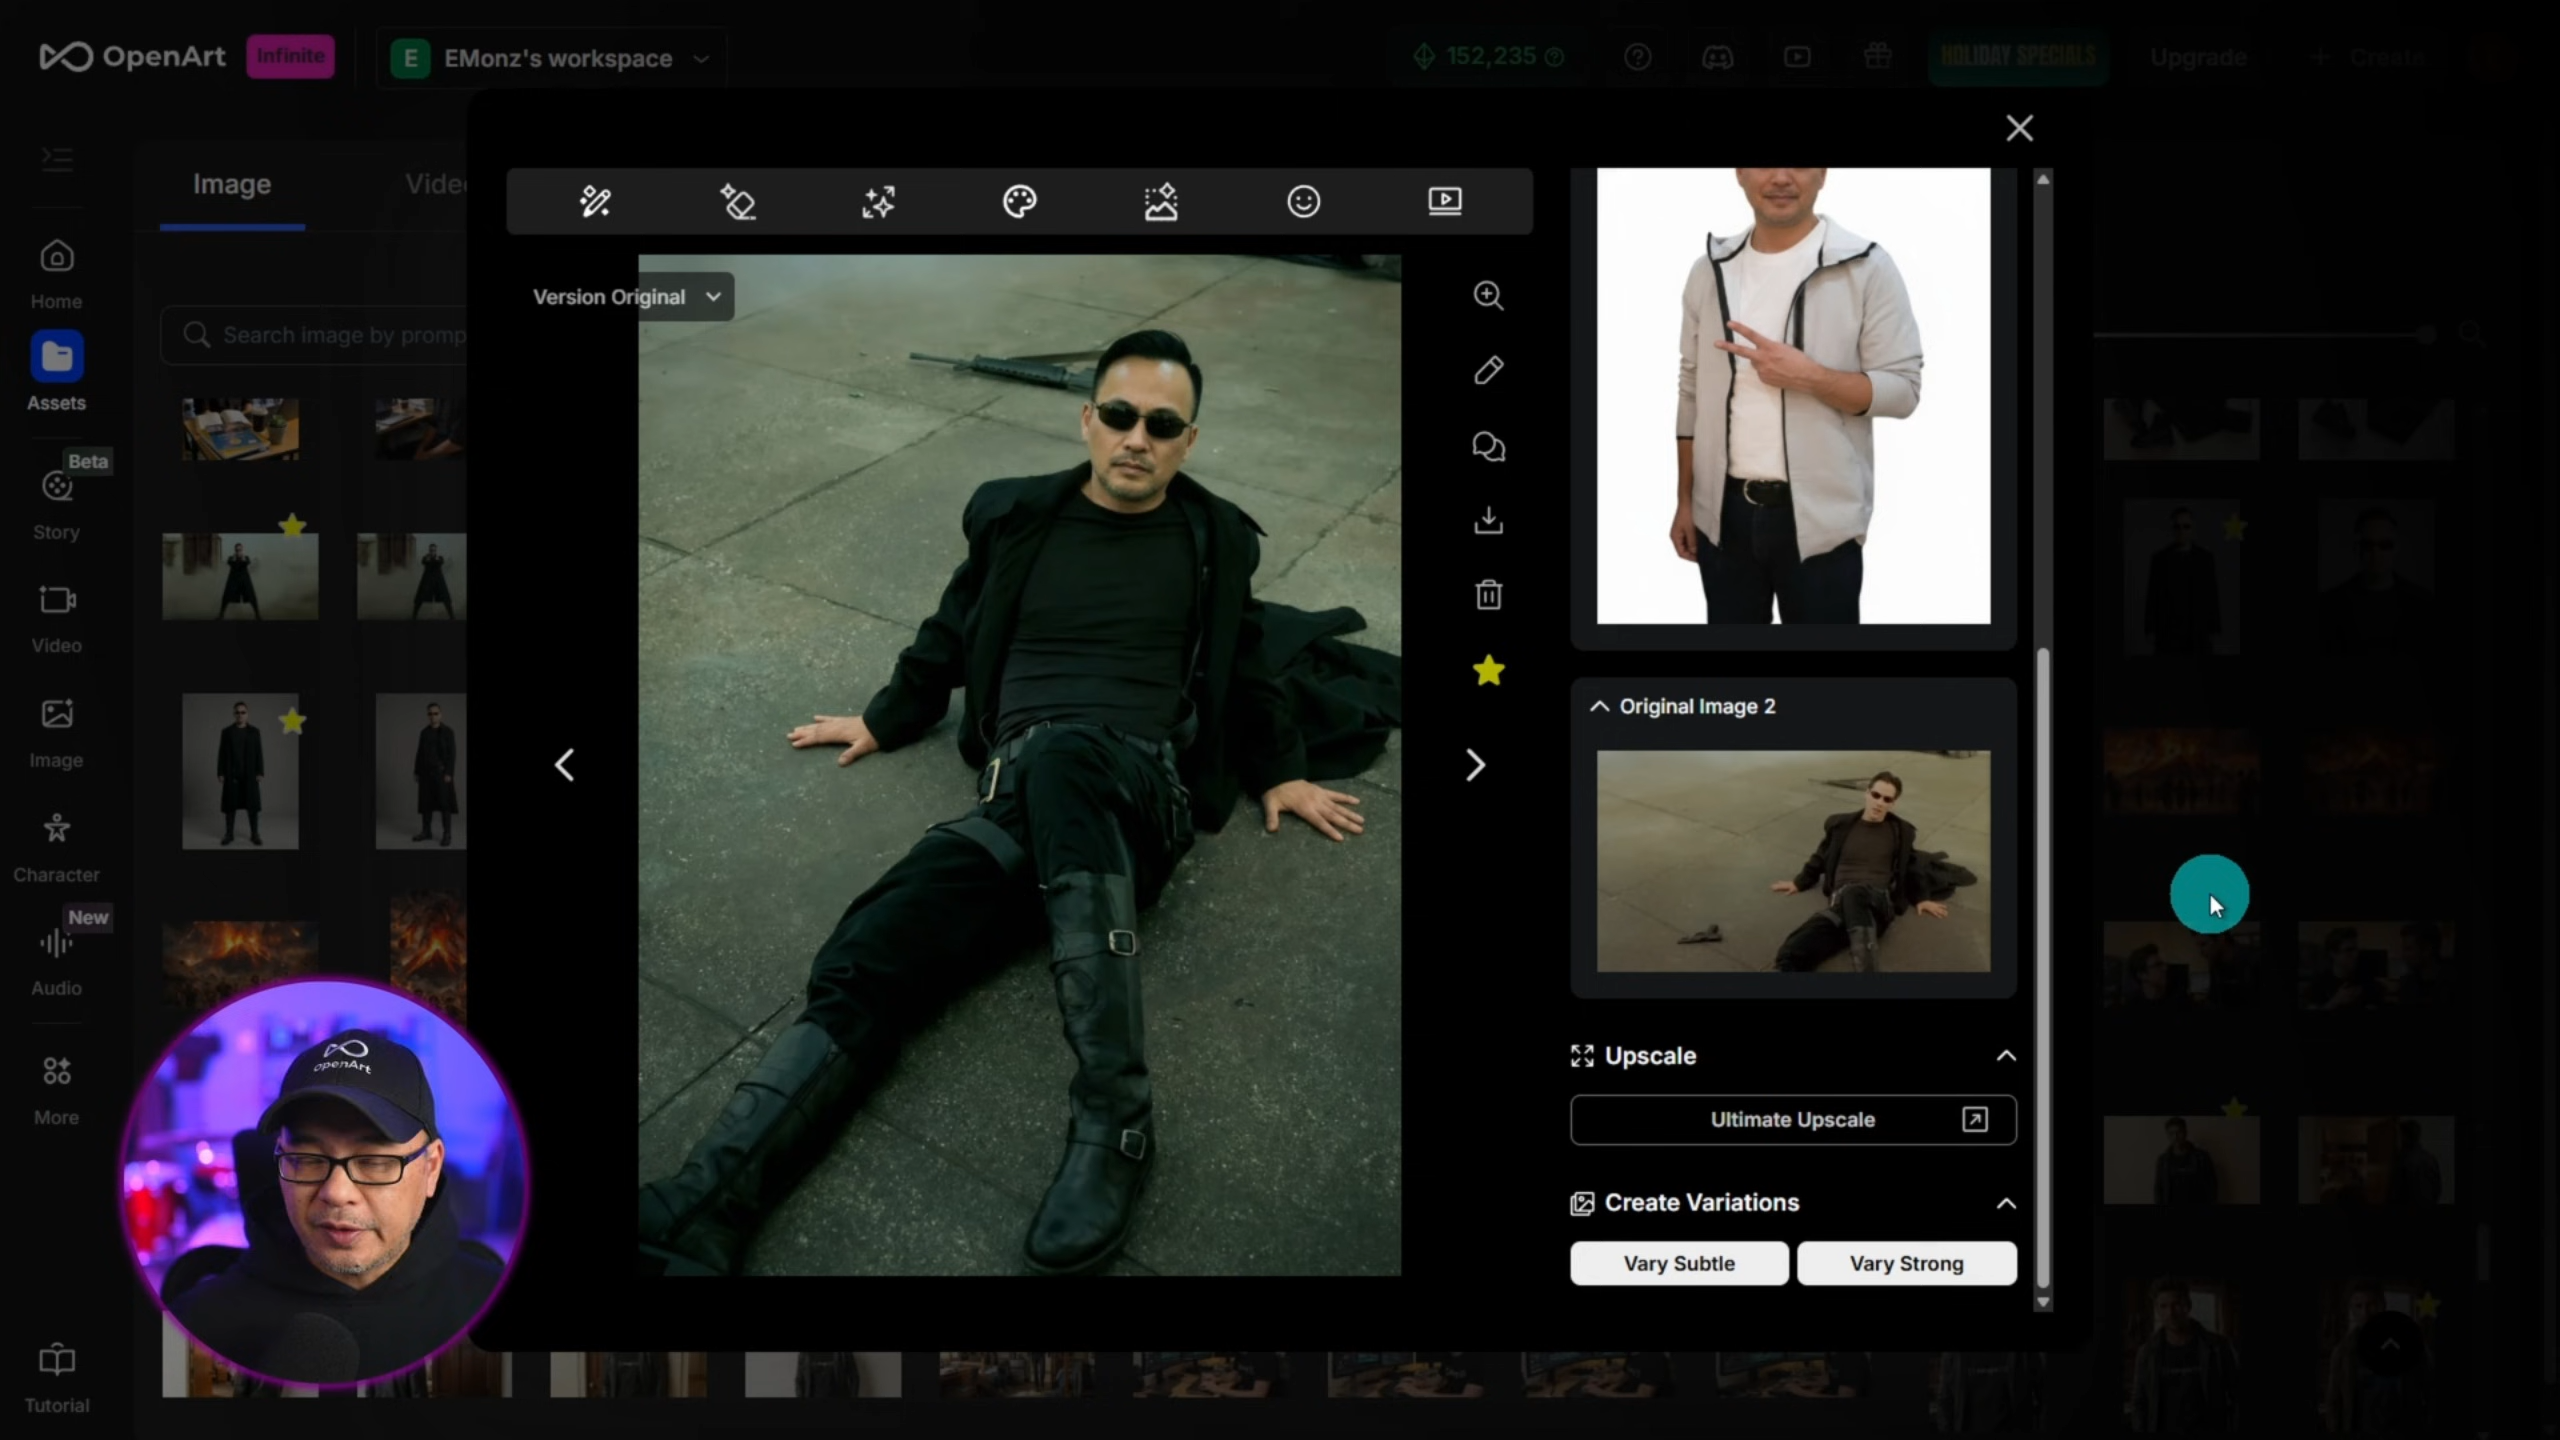 OpenArt
Infinite
E
EMonz's workspace
152,235
HOLIDAY SPECIALS
Upgrade
Create
Image
Video
Home
Search image by promp
Version Original
Assets
Beta
Story
Video
Image
Original Image 2
Character
New
Audio
openArt
Upscale
More
Ultimate Upscale
Create Variations
Vary Subtle
Vary Strong
Tutorial